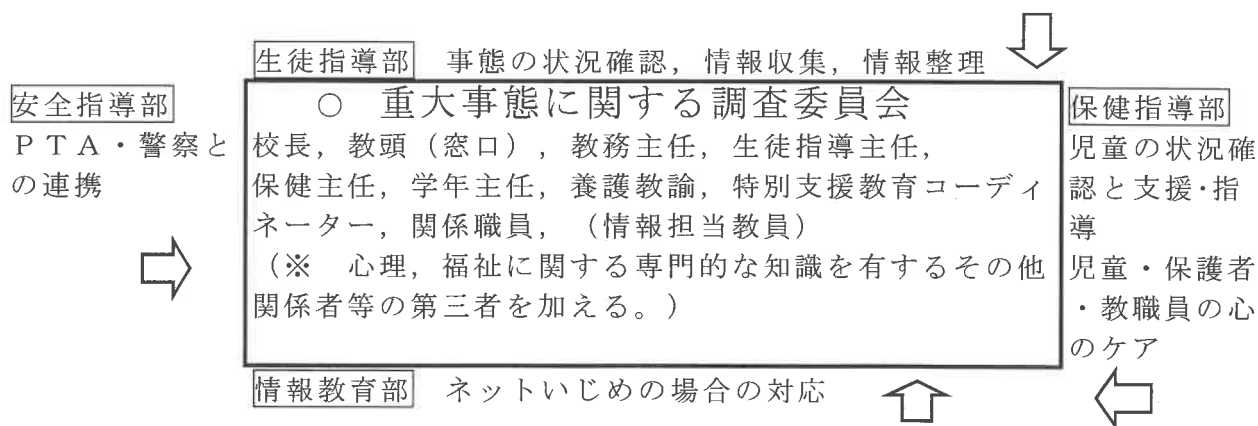 生徒指導部　事態の状況確認，情報収集，情報整理
安全指導部
ＰＴＡ・警察と
の連携
○　重大事態に関する調査委員会
校長，教頭（窓口），教務主任，生徒指導主任，
保健主任，学年主任，養護教諭，特別支援教育コーディ
ネーター，関係職員，（情報担当教員）
（※　心理，福祉に関する専門的な知識を有するその他
関係者等の第三者を加える。）
保健指導部
児童の状況確
認と支援・指
導
児童・保護者
・教職員の心
のケア
情報教育部　ネットいじめの場合の対応